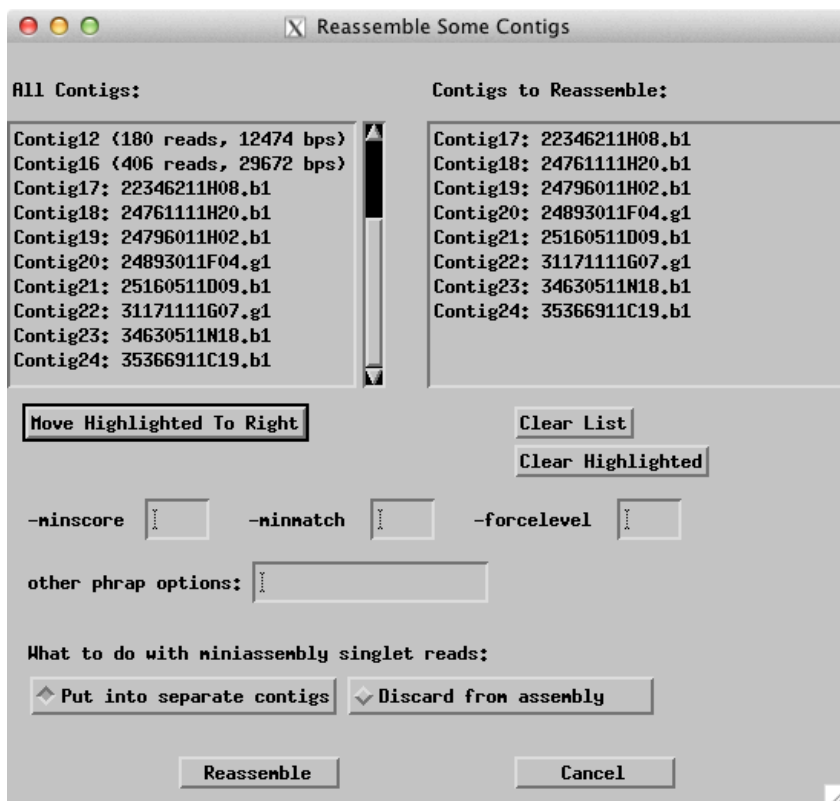 Reassemble Some Contigs
All Contigs:
Contig12 (180 reads, 12474 bps)
Contig16 (406 reads, 29672 bps)
Contig17: 22346211H08.b1
Contig18: 24761111H20.b1
Contig19: 24796011H02.b1
Contig20: 24893011F04.g1
Contig21: 25160511D09.b1
Contig22: 31171111G07.g1
Contig23: 34630511N18.b1
Contig24: 35366911C19.b1
Contigs to Reassemble:
Contig17: 22346211H08.b1
Contig18: 24761111H20.b1
Contig19: 24796011H02.b1
Contig20: 24893011F04.g1
Contig21: 25160511D09.b1
Contig22: 31171111G07.g1
Contig23: 34630511N18.b1
Contig24: 35366911C19.b1
Move Highlighted To Right
Clear List
Clear Highlighted
-minscore
-minmatch
-forcelevel
other phrap options:
What to do with miniassembly singlet reads:
Put into separate contigs
Discard from assembly
Reassemble
Cancel